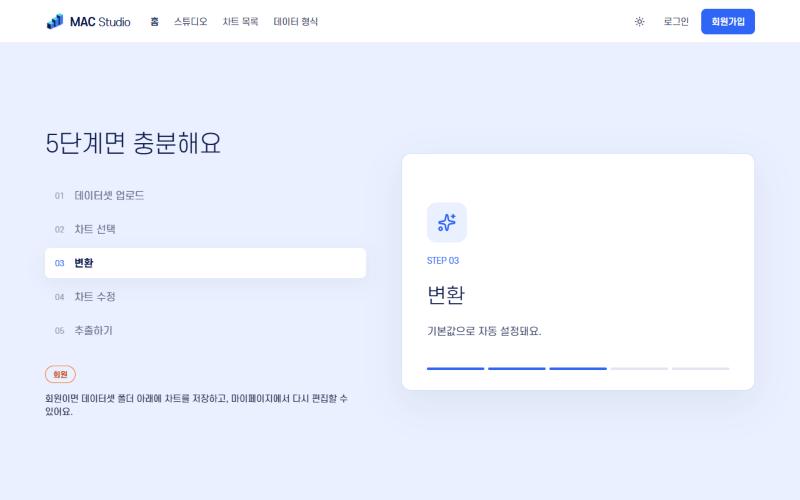 MAC Studio
홈
스튜디오
차트 목록
데이터 형식
로그인
회원가입
5단계면 충분해요
01 데이터셋 업로드
02 차트 선택
03 변환
04 차트 수정
05 추출하기
회원
회원이면 데이터셋 폴더 아래에 차트를 저장하고, 마이페이지에서 다시 편집할 수
있어요.
STEP 03
변환
기본값으로 자동 설정돼요.